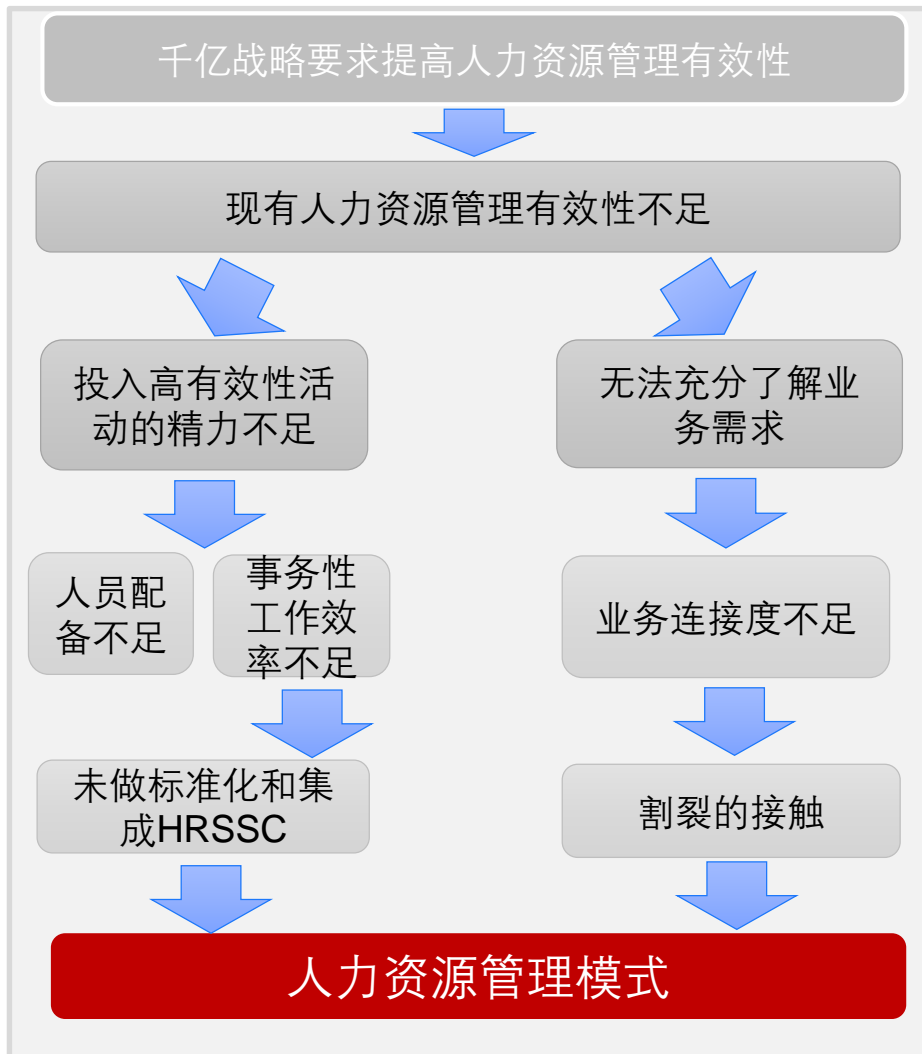 千亿战略要求提高人力资源管理有效性
现有人力资源管理有效性不足
投入高有效性活
动的精力不足
无法充分了解业
务需求
人员配
备不足
事务性
工作效
率不足
业务连接度不足
未做标准化和集
成HRSSC
割裂的接触
人力资源管理模式